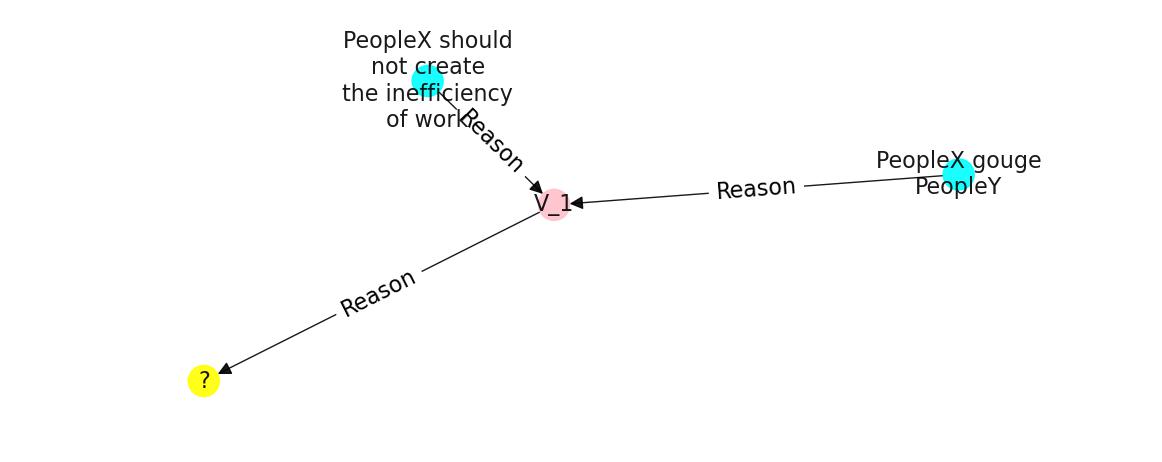 PeopleX should
not create
the inefficiency
of work
Reason
PeopleX gouge
PeopleY
Reason
V_1
Reason
?